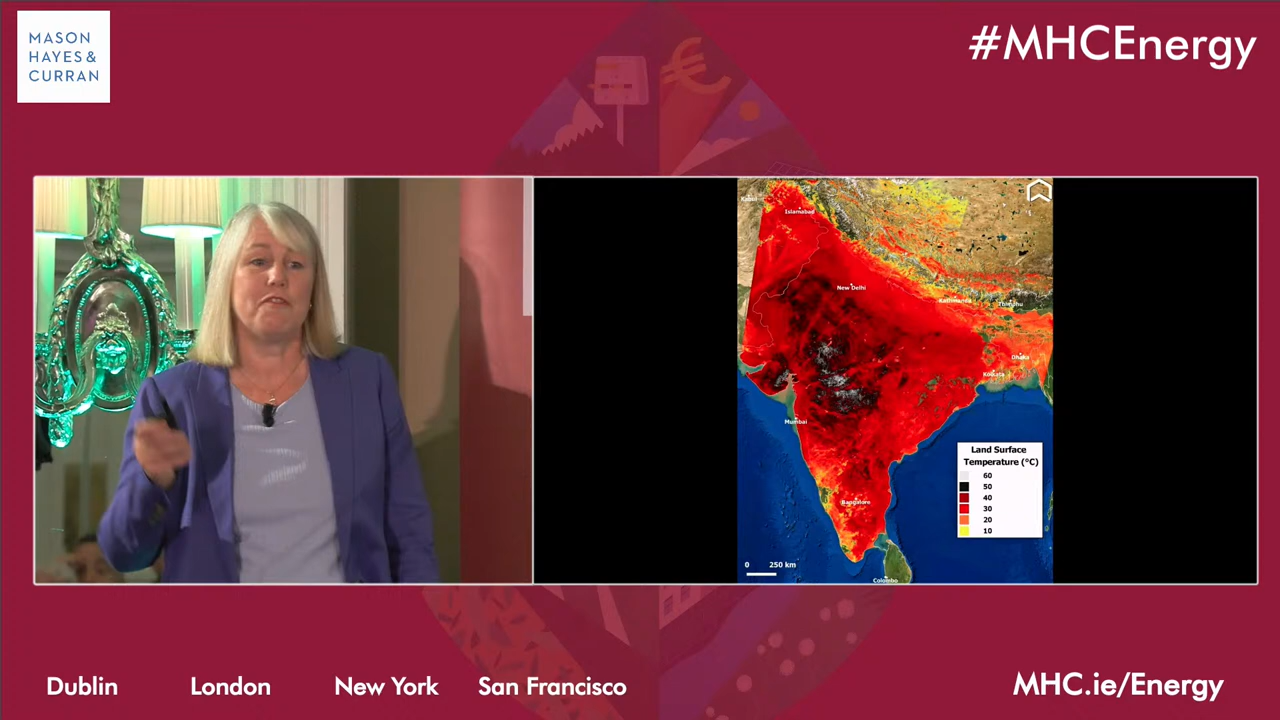 MASON
HAYES &
CURRAN
#MHCEnergy
Kabul
Islamabad
New Delhi
Kathmandu
Thimphu
Dhaka
Kolkata
Mumbai
Bangalore
Colombo
Land Surface
Temperature (°C)
60
50
40
30
20
10
0 250 km
Dublin London New York San Francisco
MHC.ie/Energy